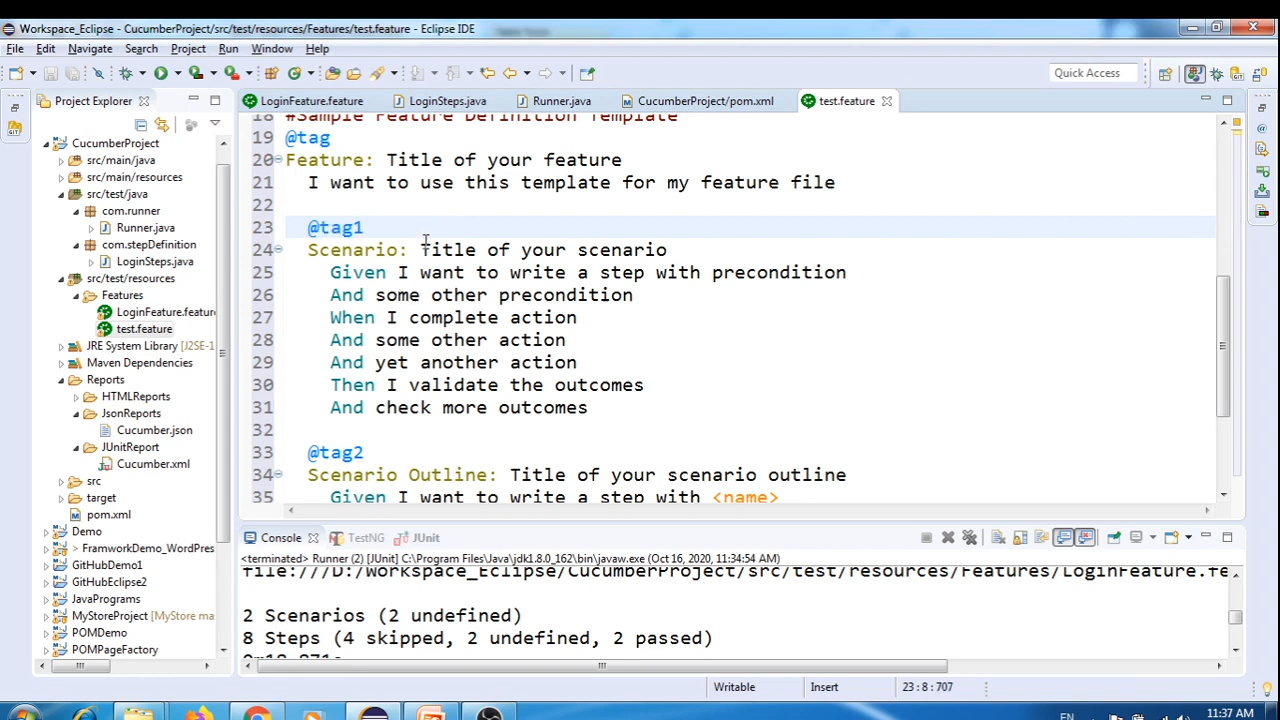 Workspace_Eclipse - CucumberProject/src/test/resources/Features/test.feature - Eclipse IDE
File Edit Navigate Search Project Run Window Help
Quick Access
Project Explorer
LoginFeature.feature LoginSteps.java Runner.java CucumberProject/pom.xml test.feature
CucumberProject
src/main/java
src/main/resources
src/test/java
com.runner
Runner.java
com.stepDefinition
LoginSteps.java
src/test/resources
Features
LoginFeature.feature
test.feature
JRE System Library [J2SE-1
Maven Dependencies
Reports
HTMLReports
JsonReports
Cucumber.json
JUnitReport
Cucumber.xml
src
target
pom.xml
Demo
> FramworkDemo_WordPres
GitHubDemo1
GitHubEclipse2
JavaPrograms
MyStoreProject [MyStore ma
POMDemo
POMPageFactory
18 #Sample Feature Definition Template
19 @tag
20 Feature: Title of your feature
21 I want to use this template for my feature file
22
23 @tag1
24 Scenario: Title of your scenario
25 Given I want to write a step with precondition
26 And some other precondition
27 When I complete action
28 And some other action
29 And yet another action
30 Then I validate the outcomes
31 And check more outcomes
32
33 @tag2
34 Scenario Outline: Title of your scenario outline
35 Given I want to write a step with <name>
Console TestNG JUnit
<terminated> Runner (2) [JUnit] C:\Program Files\Java\jdk1.8.0_162\bin\javaw.exe (Oct 16, 2020, 11:34:54 AM)
file:///D:/Workspace_Eclipse/CucumberProject/src/test/resources/Features/LoginFeature.fe
2 Scenarios (2 undefined)
8 Steps (4 skipped, 2 undefined, 2 passed)
Writable Insert 23:8:707
EN 11:37 AM